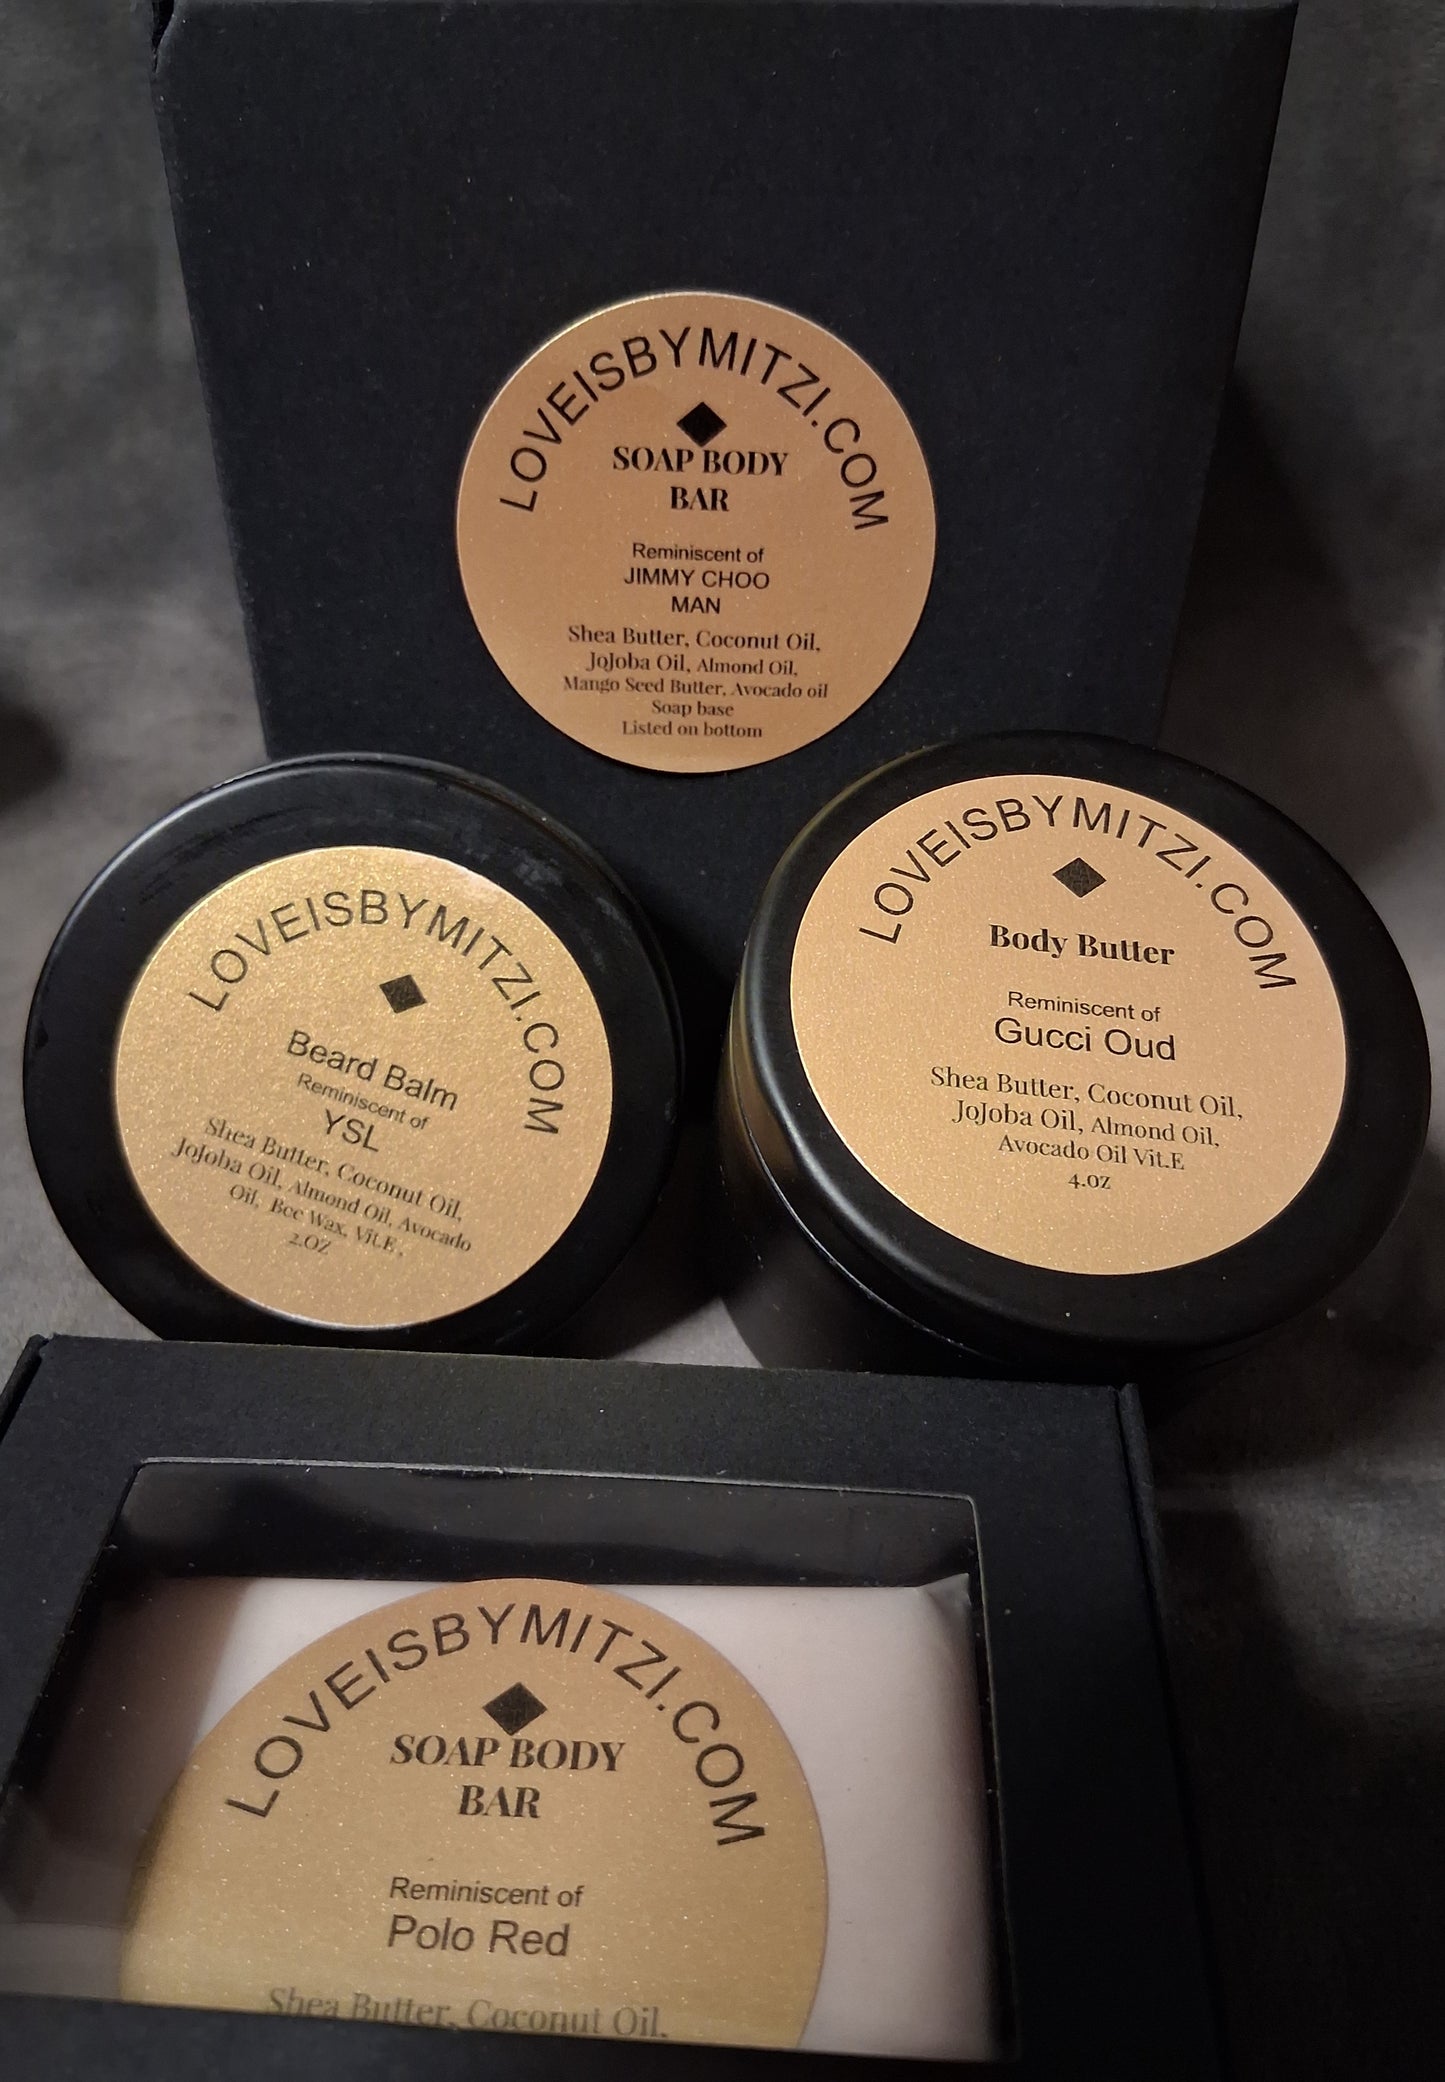 LOVEISBYMITZI.COM
SOAP BODY
BAR
Reminiscent of
JIMMY CHOO
MAN
Shea Butter, Coconut Oil,
JoJoba Oil, Almond Oil,
Mango Seed Butter, Avocado oil
Soap base
Listed on bottom
LOVEISBYMITZI.COM
Beard Balm
Reminiscent of
YSL
Shea Butter, Coconut Oil,
JoJoba Oil, Almond Oil, Avocado
Oil, Bee Wax, Vit.E ,
2.OZ
LOVEISBYMITZI.COM
Body Butter
Reminiscent of
Gucci Oud
Shea Butter, Coconut Oil,
JoJoba Oil, Almond Oil,
Avocado Oil Vit.E
4.oz
LOVEISBYMITZI.COM
SOAP BODY
BAR
Reminiscent of
Polo Red
Shea Butter, Coconut Oil,